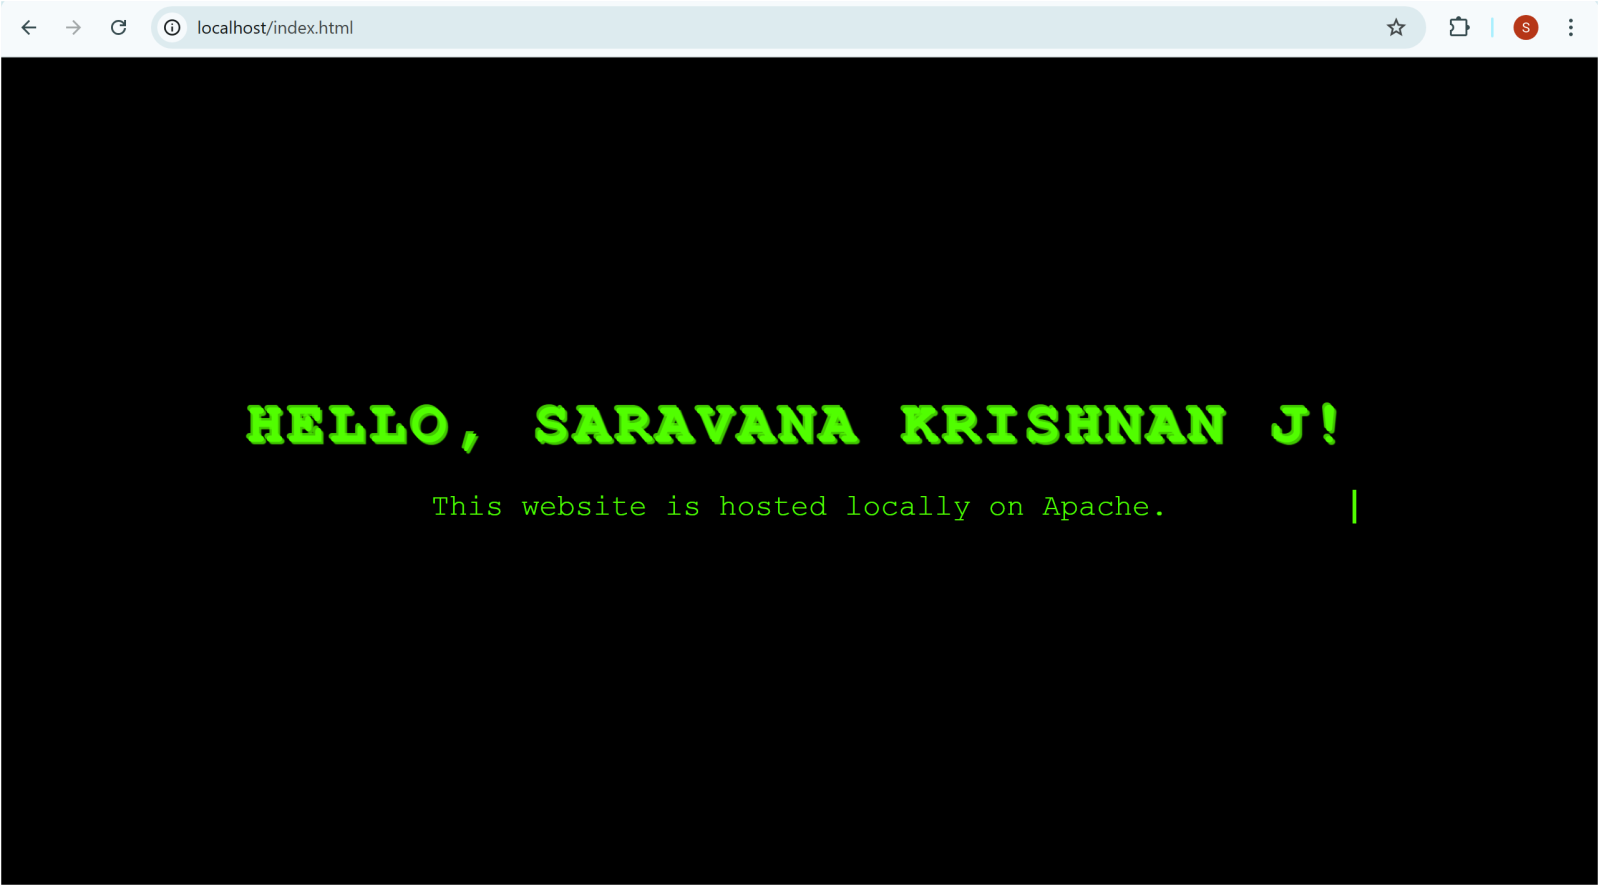 localhost/index.html
S
HELLO, SARAVANA KRISHNAN J!
This website is hosted locally on Apache.